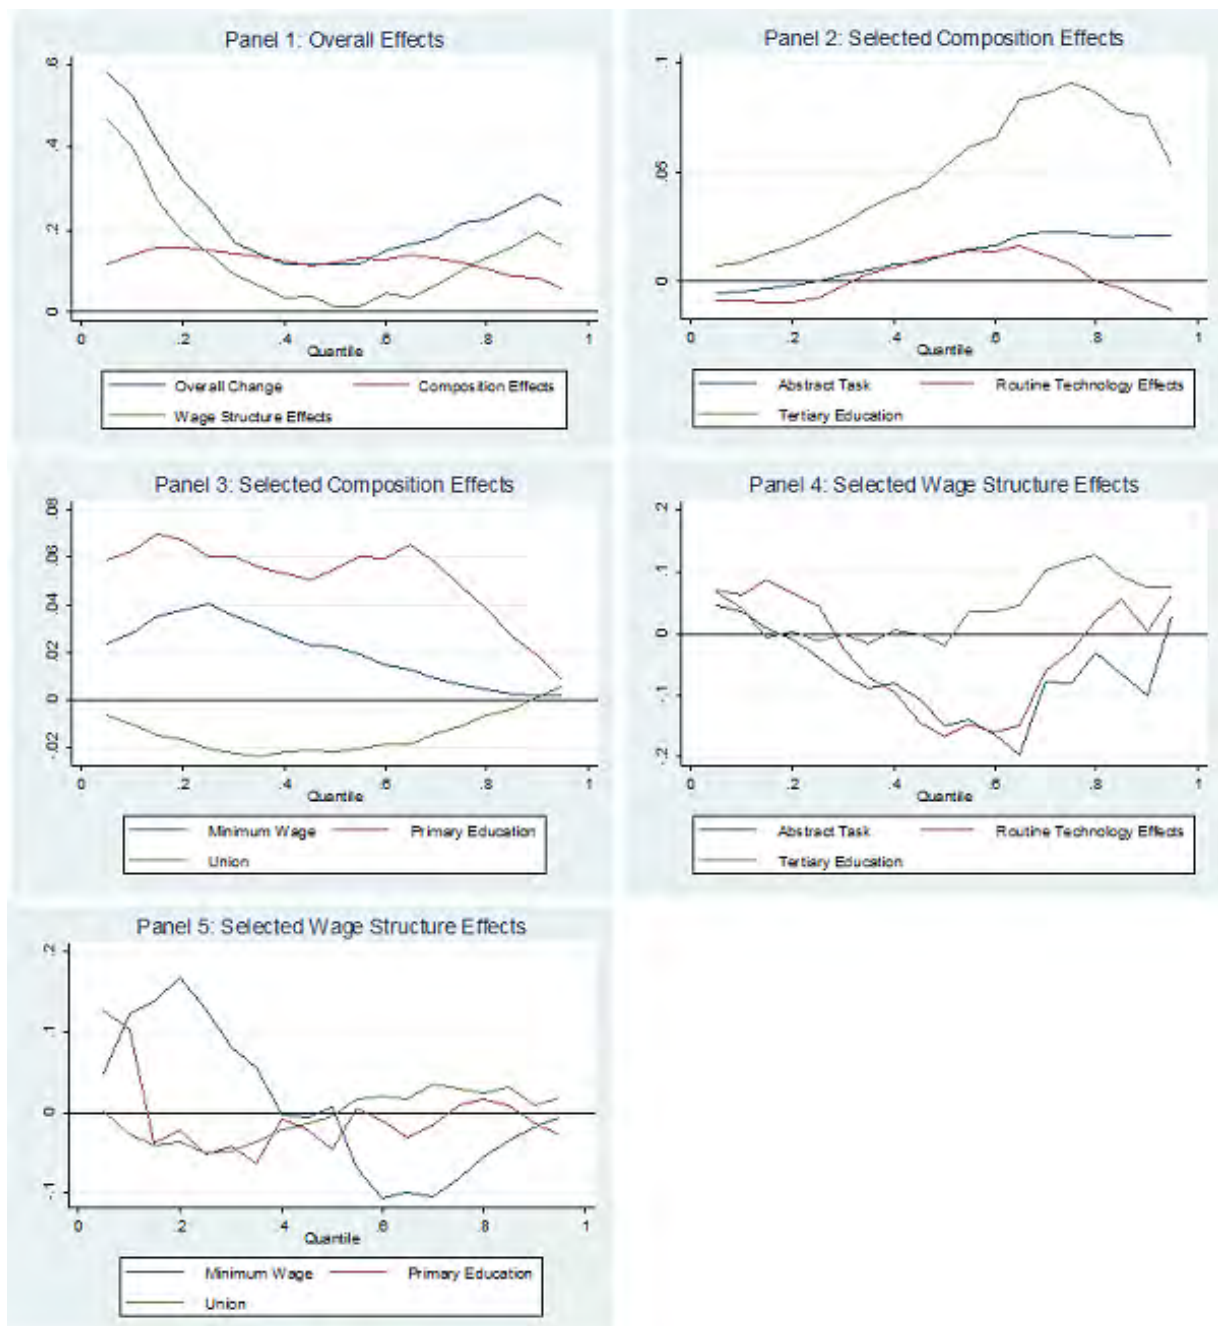 Panel 1: Overall Effects
.6
.4
.2
0
0 .2 .4 .6 .8 1
Quantile
Overall Change Composition Effects
Wage Structure Effects
Panel 2: Selected Composition Effects
.1
.05
0
0 .2 .4 .6 .8 1
Quantile
Abstract Task Routine Technology Effects
Tertiary Education
Panel 3: Selected Composition Effects
.08
.06
.04
.02
0
-.02
0 .2 .4 .6 .8 1
Quantile
Minimum Wage Primary Education
Union
Panel 4: Selected Wage Structure Effects
.2
.1
0
-.1
-.2
0 .2 .4 .6 .8 1
Quantile
Abstract Task Routine Technology Effects
Tertiary Education
Panel 5: Selected Wage Structure Effects
.2
.1
0
-.1
0 .2 .4 .6 .8 1
Quantile
Minimum Wage Primary Education
Union